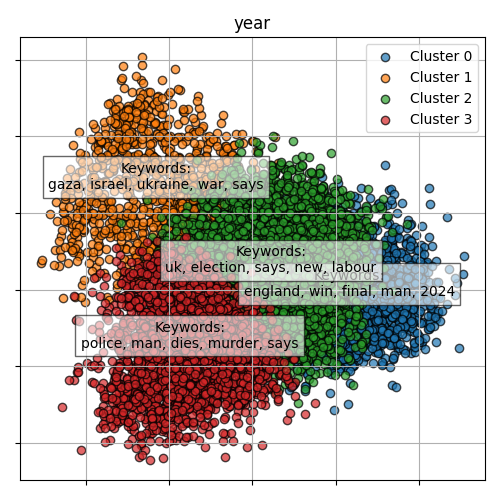 year
Cluster 0
Cluster 1
Cluster 2
Cluster 3
Keywords:
gaza, israel, ukraine, war, says
Keywords:
uk, election, says, new, labour
Keywords:
england, win, final, man, 2024
Keywords:
police, man, dies, murder, says